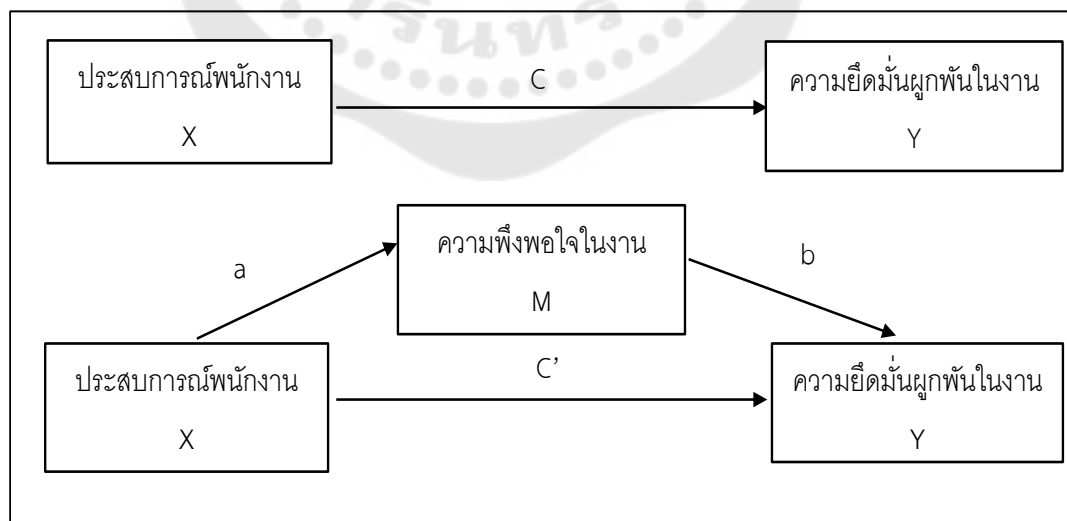 รินทร
ประสบการณ์พนักงาน
X
C
ความยึดมั่นผูกพันในงาน
Y
ความพึงพอใจในงาน
M
a
b
ประสบการณ์พนักงาน
X
C’
ความยึดมั่นผูกพันในงาน
Y